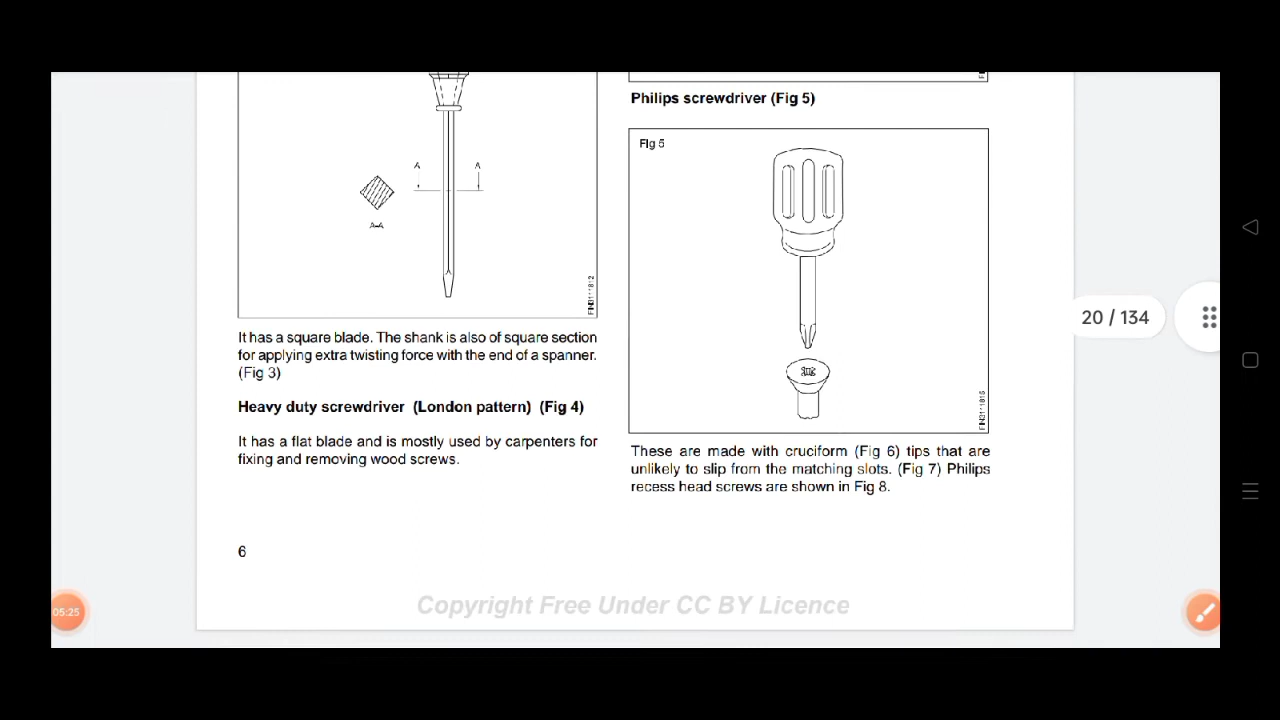 A A
A-A
FIN3111812
It has a square blade. The shank is also of square section
for applying extra twisting force with the end of a spanner.
(Fig 3)
Heavy duty screwdriver (London pattern) (Fig 4)
It has a flat blade and is mostly used by carpenters for
fixing and removing wood screws.
6
Philips screwdriver (Fig 5)
Fig 5
FIN3111815
These are made with cruciform (Fig 6) tips that are
unlikely to slip from the matching slots. (Fig 7) Philips
recess head screws are shown in Fig 8.
Copyright Free Under CC BY Licence
20 / 134
05:25